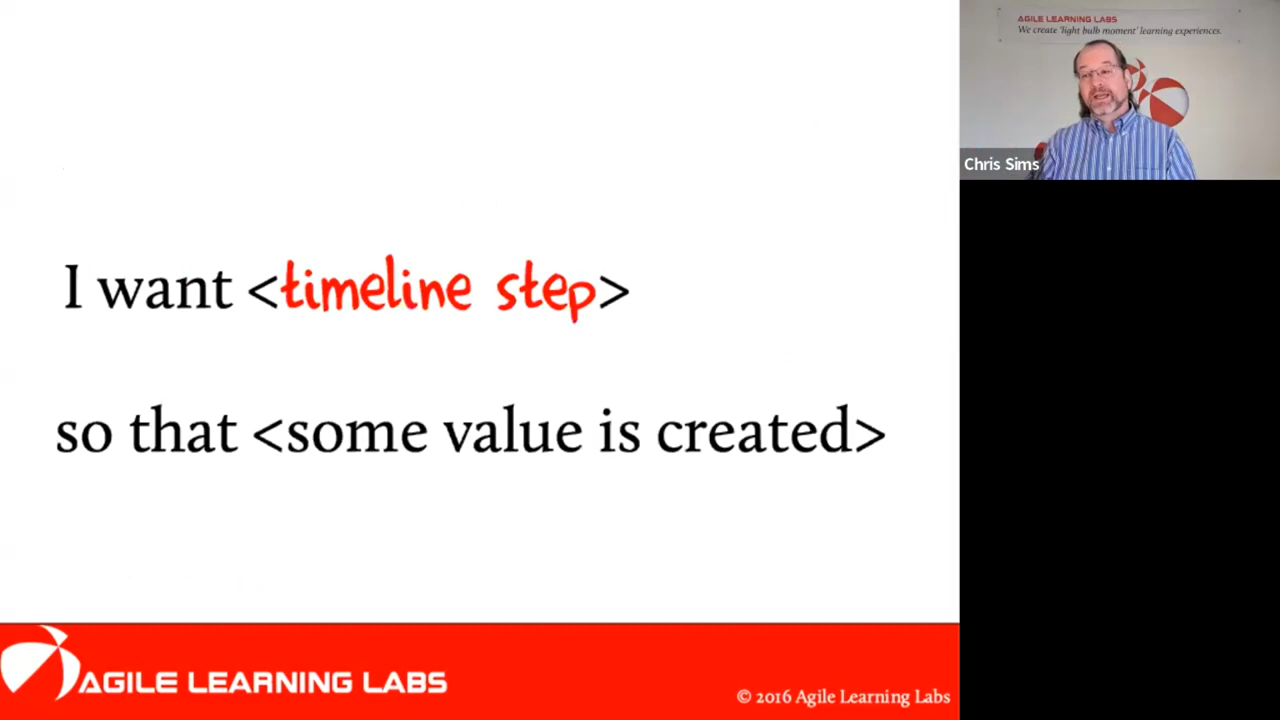 I want <timeline step>
so that <some value is created>
AGILE LEARNING LABS
© 2016 Agile Learning Labs
AGILE LEARNING LABS
We create 'light bulb moment' learning experiences.
Chris Sims